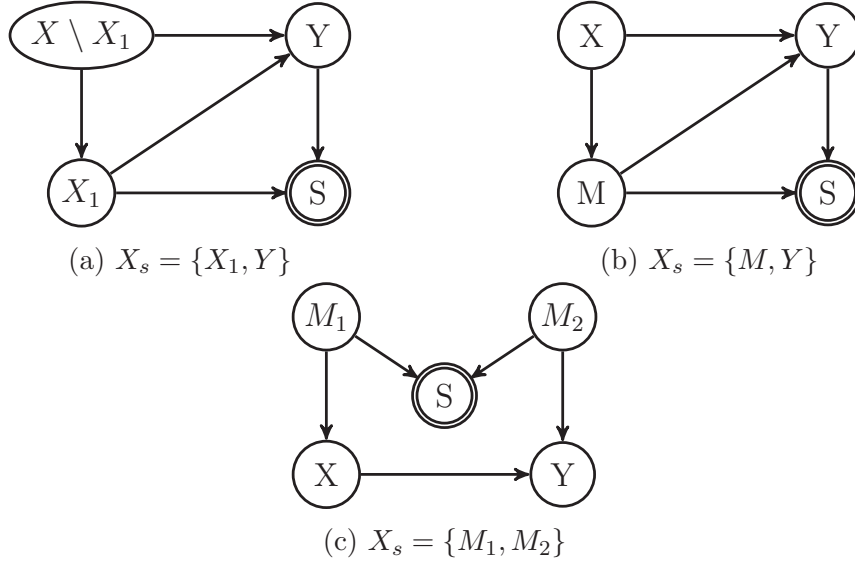 X \ X₁
Y
X
Y
X₁
S
M
S
(a) Xₛ = {X₁, Y}
(b) Xₛ = {M, Y}
M₁
M₂
S
X
Y
(c) Xₛ = {M₁, M₂}